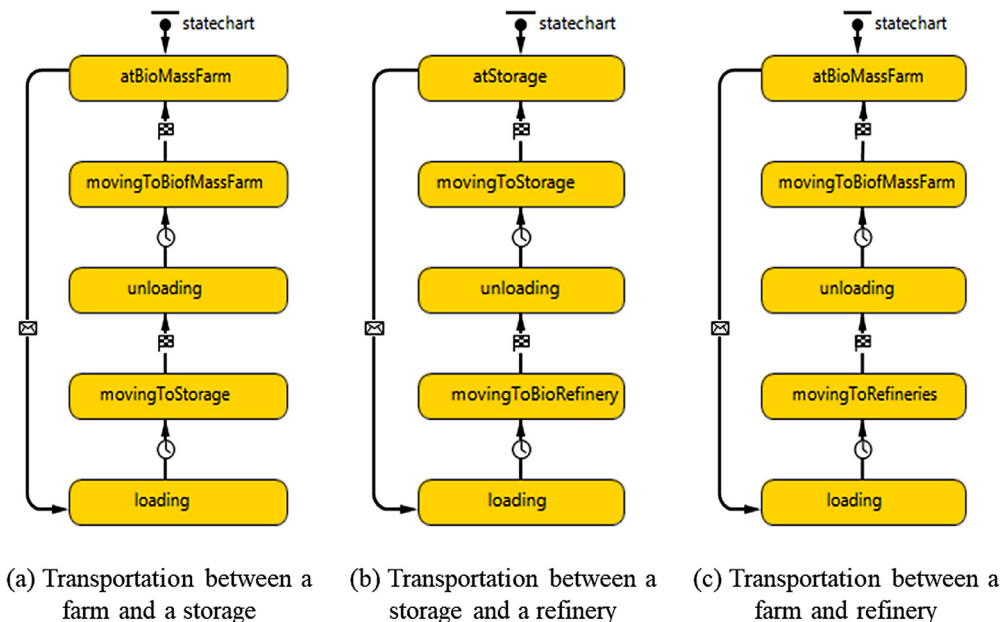 statechart
atBioMassFarm
movingToBiofMassFarm
unloading
movingToStorage
loading
(a) Transportation between a
farm and a storage
statechart
atStorage
movingToStorage
unloading
movingToBioRefinery
loading
(b) Transportation between a
storage and a refinery
statechart
atBioMassFarm
movingToBiofMassFarm
unloading
movingToRefineries
loading
(c) Transportation between a
farm and refinery